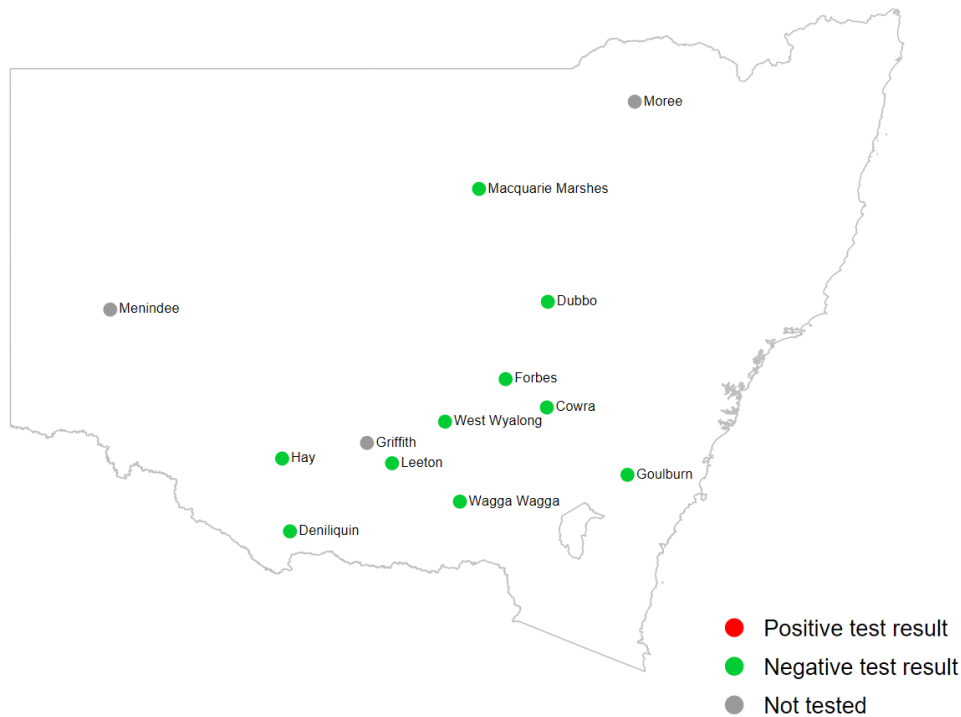 Moree
Macquarie Marshes
Dubbo
Menindee
Forbes
Cowra
West Wyalong
Griffith
Hay
Leeton
Goulburn
Wagga Wagga
Deniliquin
Positive test result
Negative test result
Not tested